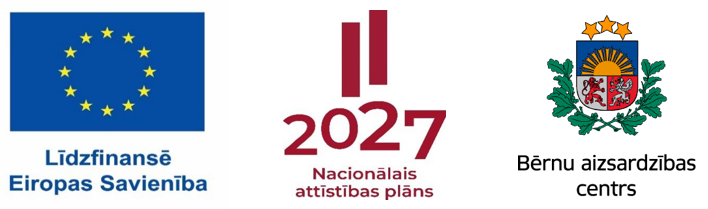 Līdzfinansē
Eiropas Savienība
2027
Nacionālais
attīstības plāns
Bērnu aizsardzības
centrs